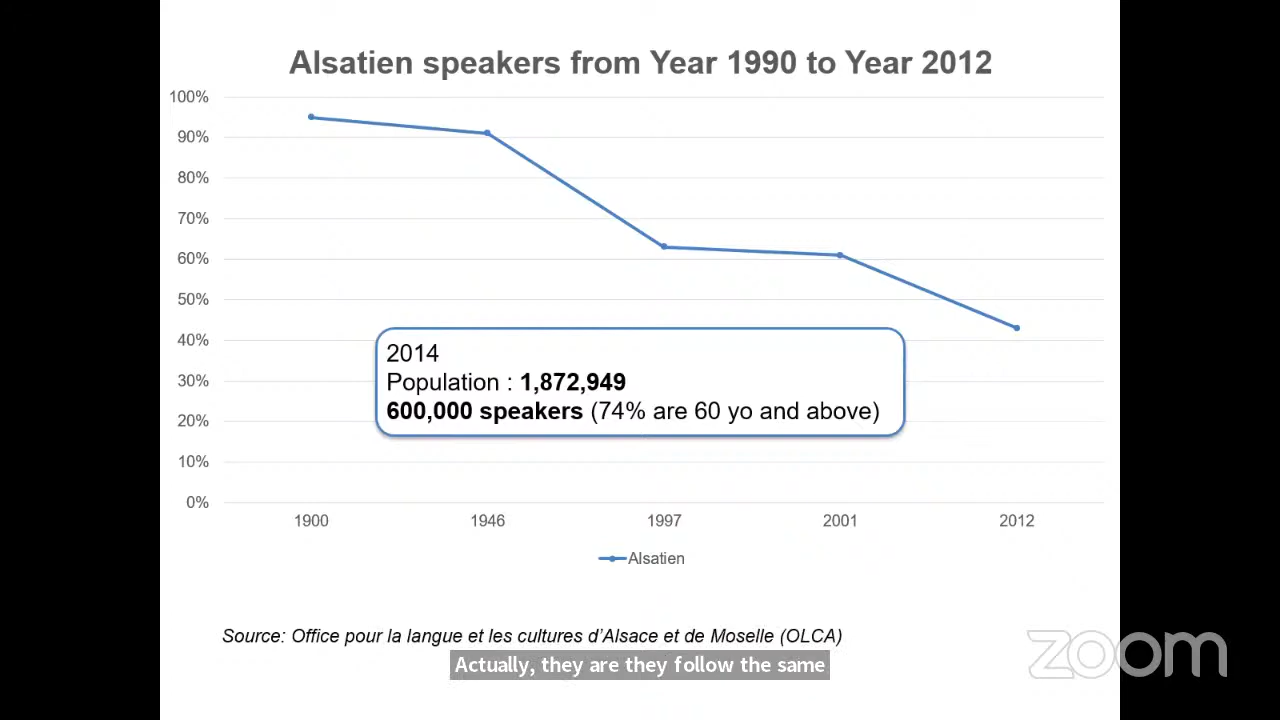 Alsatien speakers from Year 1990 to Year 2012
100%
90%
80%
70%
60%
50%
40%
30%
20%
10%
0%
2014
Population : 1,872,949
600,000 speakers (74% are 60 yo and above)
1900 1946 1997 2001 2012
Alsatien
Source: Office pour la langue et les cultures d'Alsace et de Moselle (OLCA)
Actually, they are they follow the same
zoom